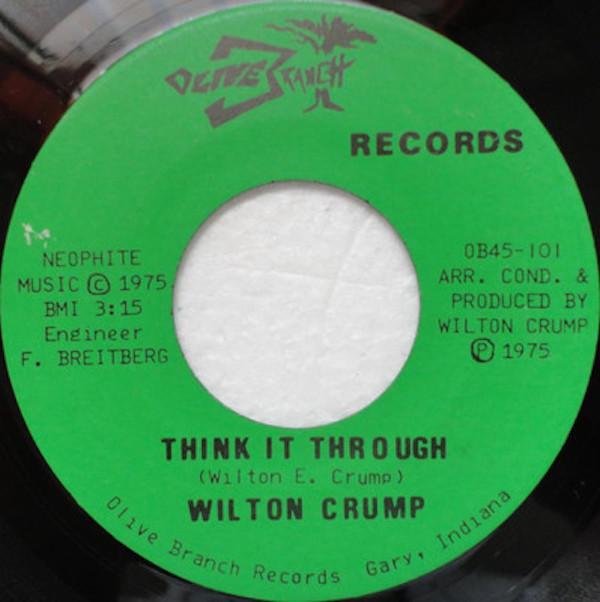 OLIVE BRANCH
RECORDS
NEOPHITE
MUSIC © 1975
BMI 3:15
Engineer
F. BREITBERG
OB45-101
ARR. COND. &
PRODUCED BY
WILTON CRUMP
℗ 1975
THINK IT THROUGH
(Wilton E. Crump)
WILTON CRUMP
Olive Branch Records Gary, Indiana